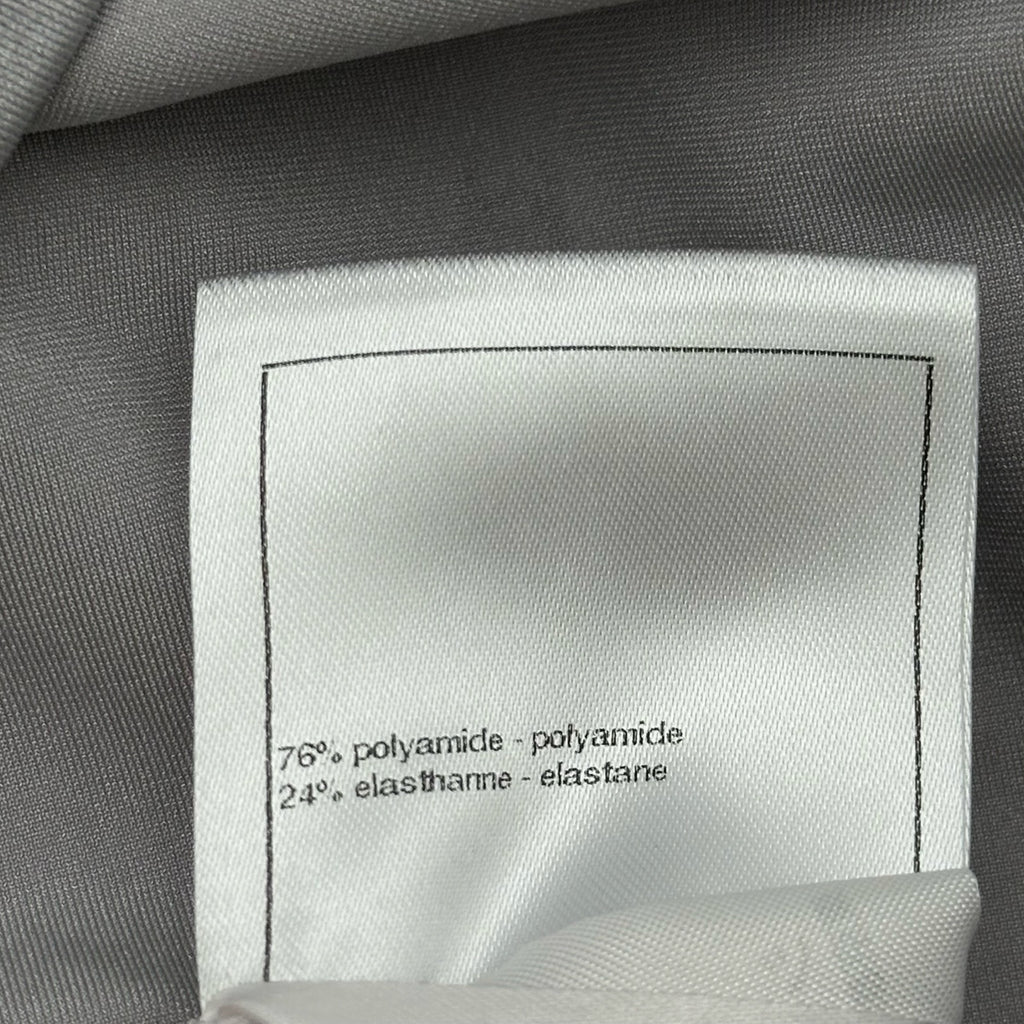 76% polyamide - polyamide
24% elasthanne - elastane